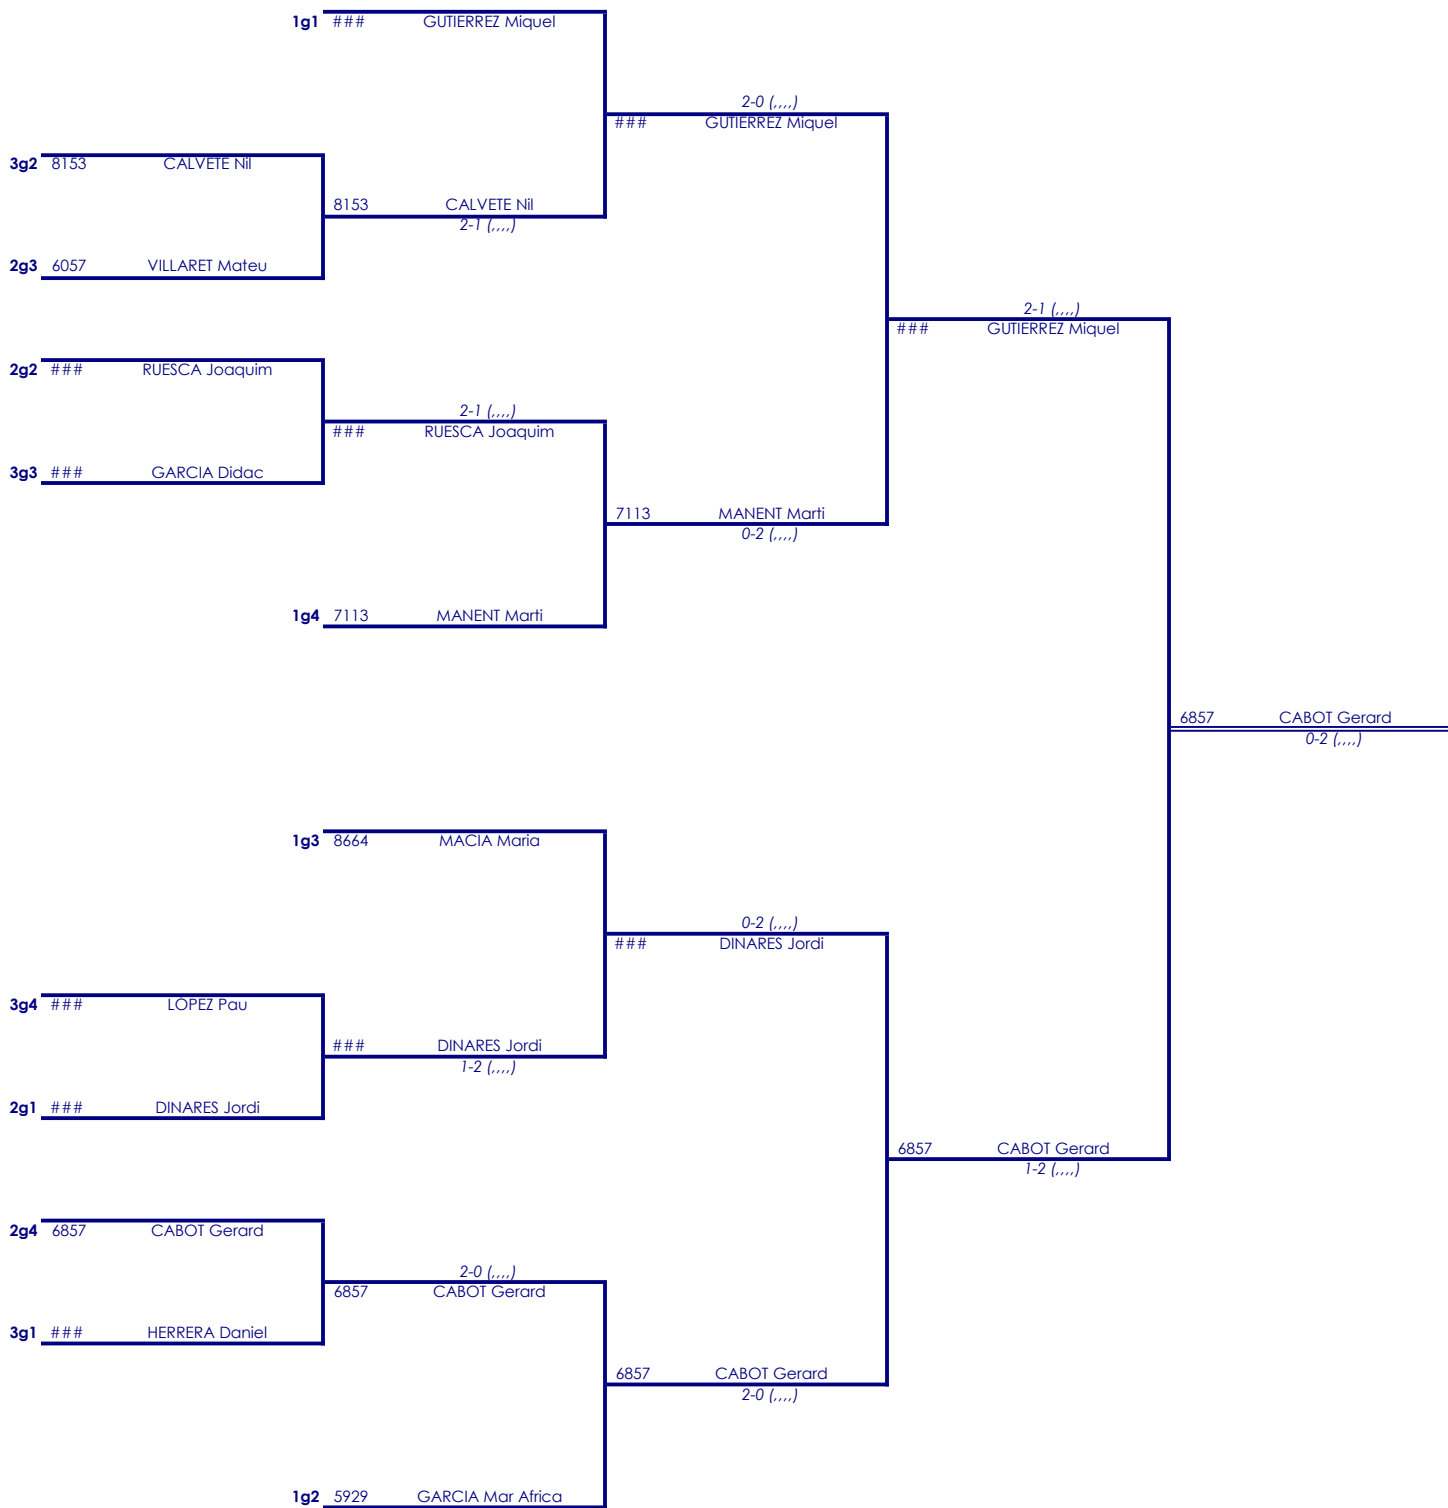 1g1 ### GUTIERREZ Miquel
2-0 (,,,,)
### GUTIERREZ Miquel
3g2 8153 CALVETE Nil
8153 CALVETE Nil
2-1 (,,,,)
2g3 6057 VILLARET Mateu
2-1 (,,,,)
### GUTIERREZ Miquel
2g2 ### RUESCA Joaquim
2-1 (,,,,)
### RUESCA Joaquim
3g3 ### GARCIA Didac
7113 MANENT Marti
0-2 (,,,,)
1g4 7113 MANENT Marti
6857 CABOT Gerard
0-2 (,,,,)
1g3 8664 MACIA Maria
0-2 (,,,,)
### DINARES Jordi
3g4 ### LÓPEZ Pau
### DINARES Jordi
1-2 (,,,,)
2g1 ### DINARES Jordi
6857 CABOT Gerard
1-2 (,,,,)
2g4 6857 CABOT Gerard
2-0 (,,,,)
6857 CABOT Gerard
3g1 ### HERRERA Daniel
6857 CABOT Gerard
2-0 (,,,,)
1g2 5929 GARCIA Mar Africa